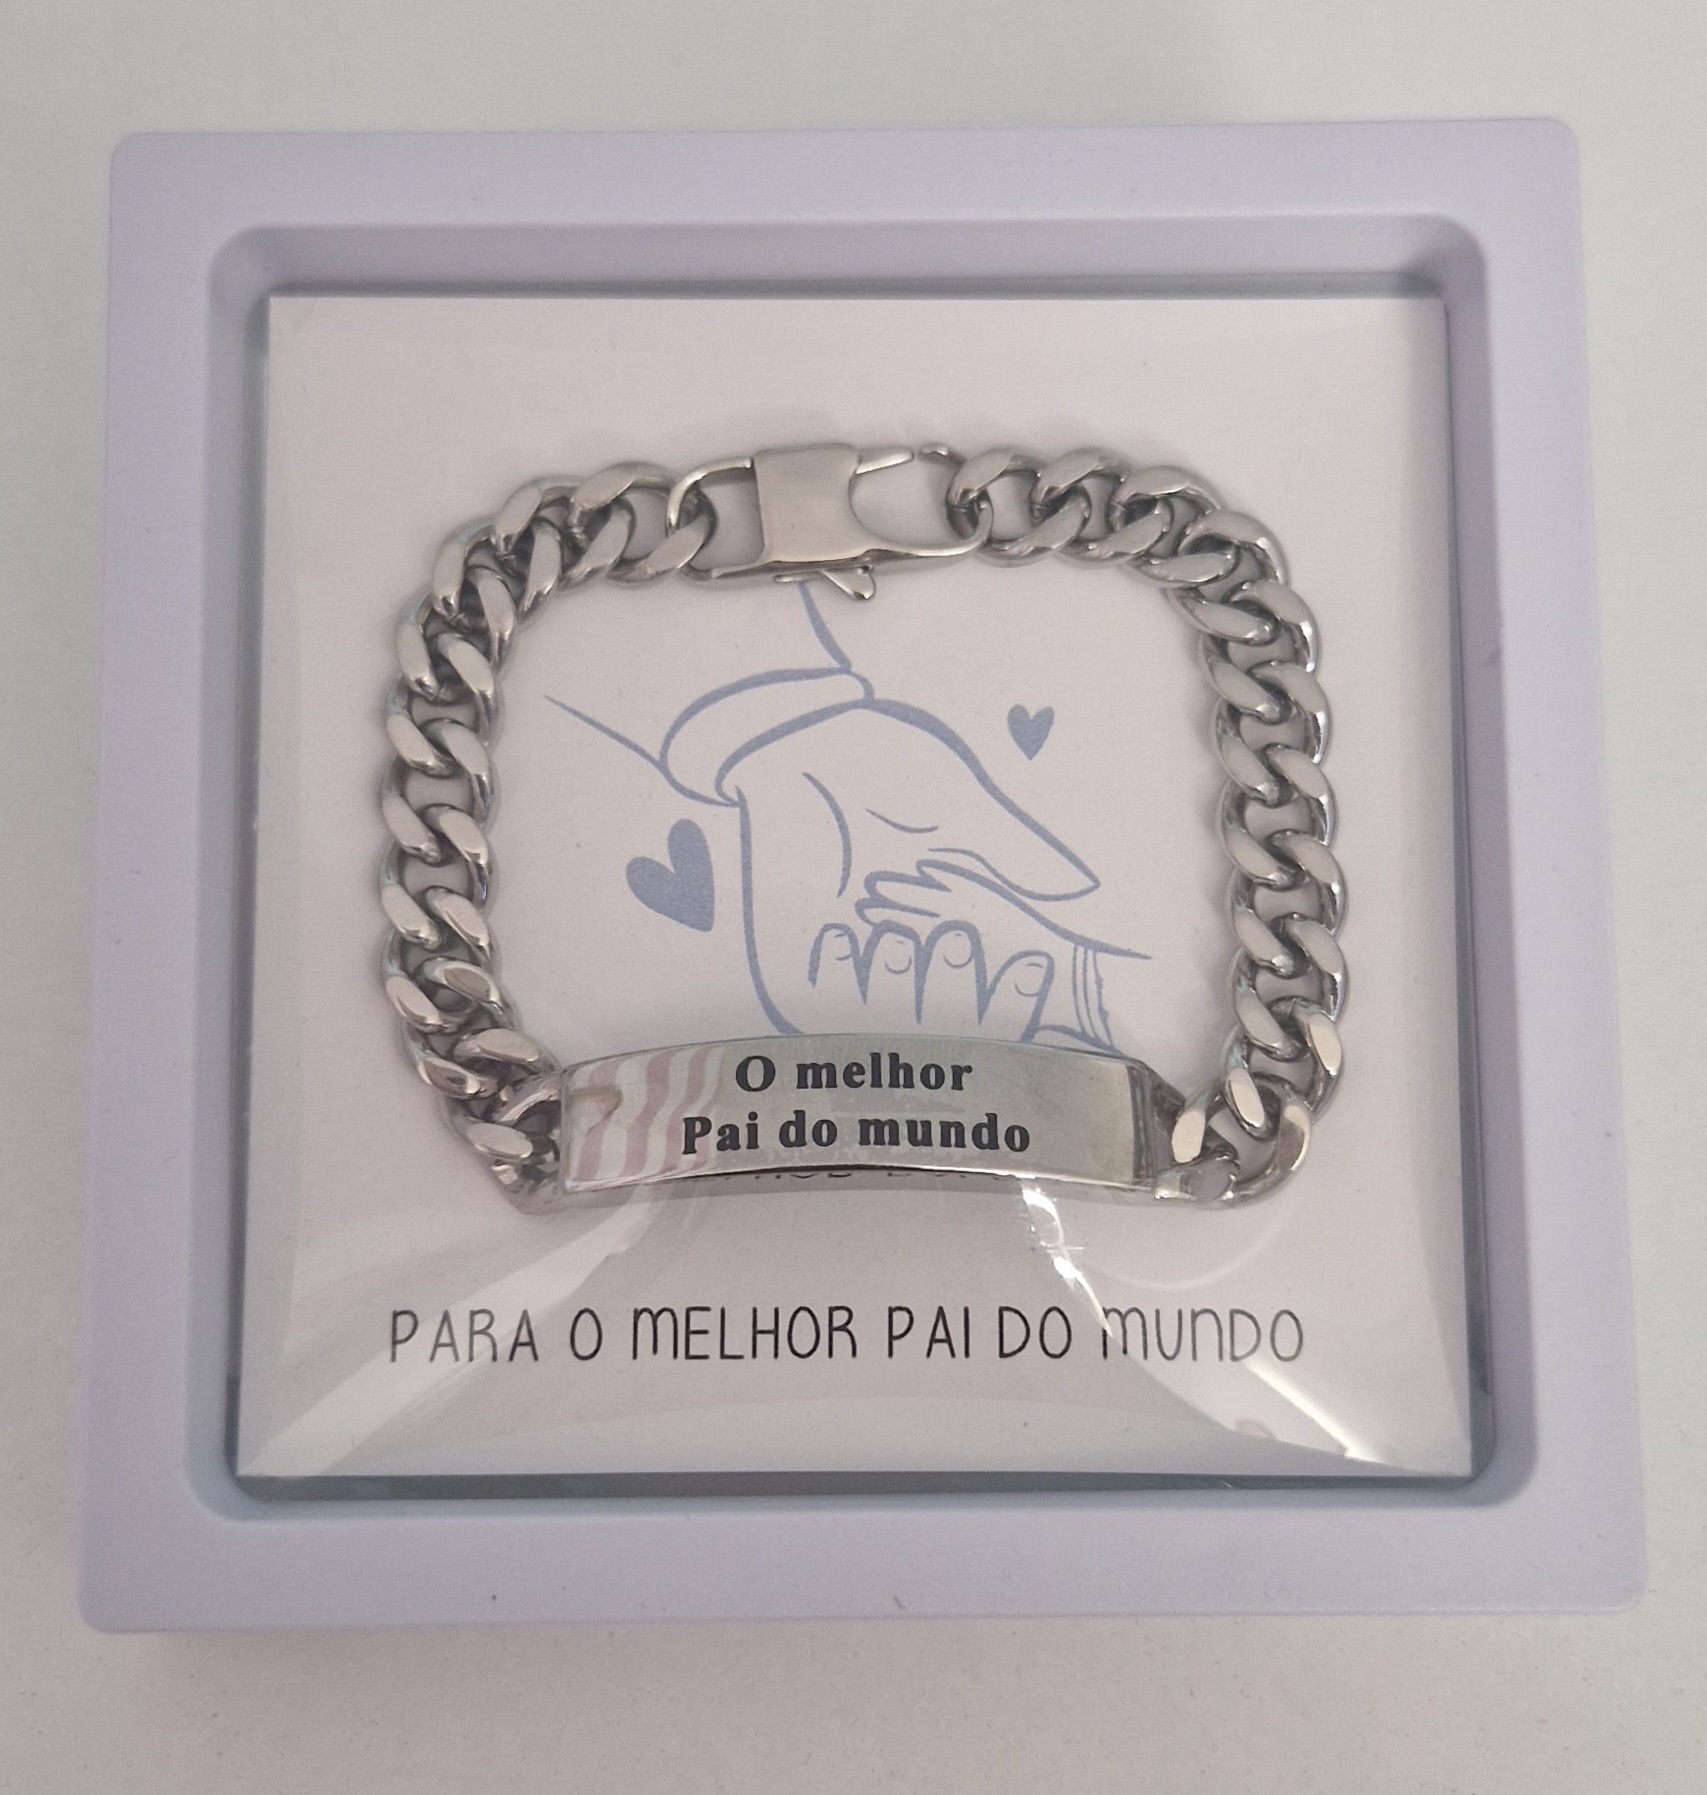 O melhor
Pai do mundo
PARA O MELHOR PAI DO MUNDO